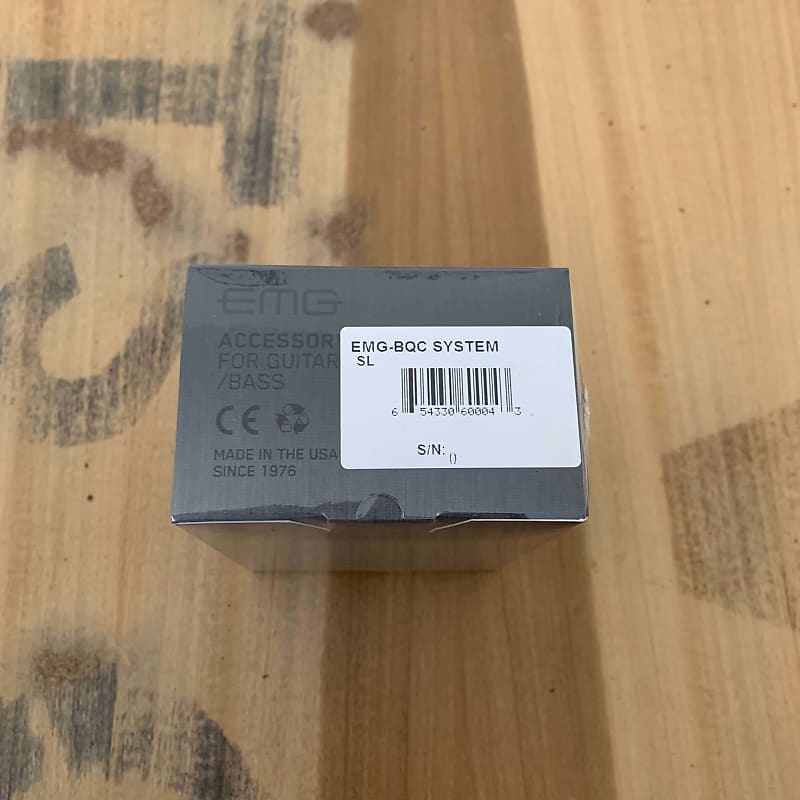 EMG
ACCESSOR
FOR GUITAR
/BASS
CE
MADE IN THE USA
SINCE 1976
EMG-BQC SYSTEM
SL
6 54330 60004 3
S/N: ()